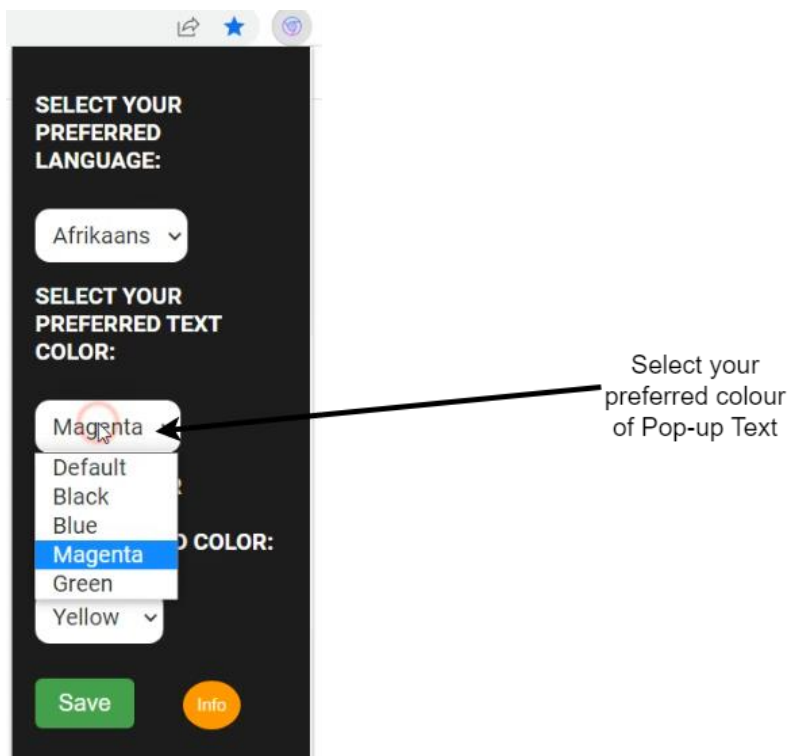 SELECT YOUR
PREFERRED
LANGUAGE:
Afrikaans
SELECT YOUR
PREFERRED TEXT
COLOR:
Magenta
Default
Black
Blue
Magenta
Green
COLOR:
Yellow
Save
Info
Select your
preferred colour
of Pop-up Text